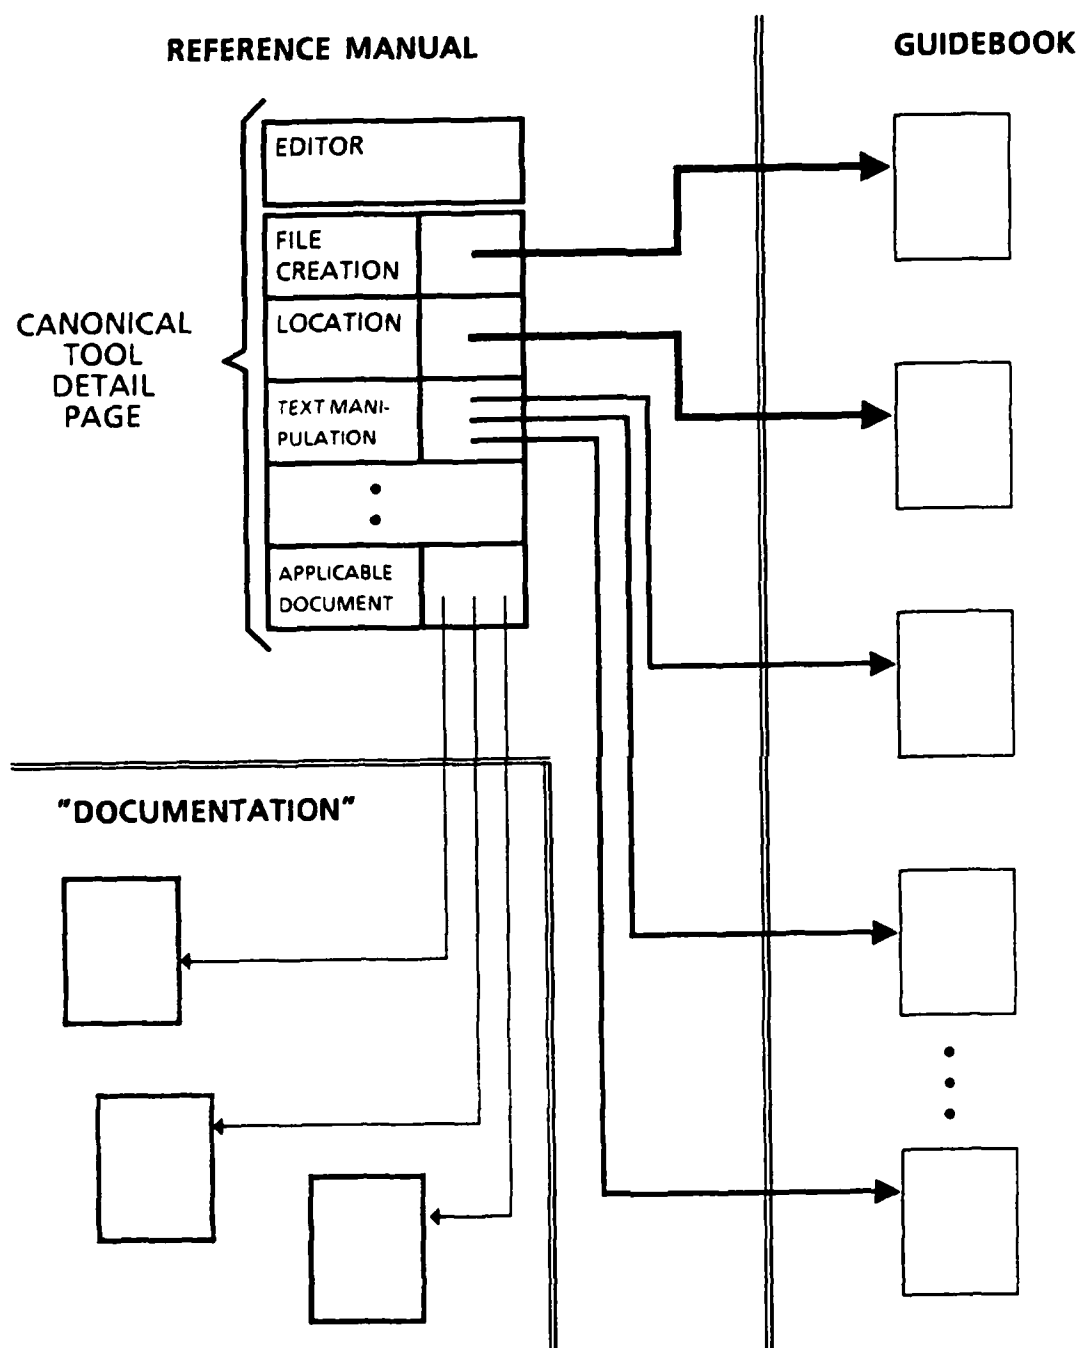 REFERENCE MANUAL
GUIDEBOOK
EDITOR
FILE
CREATION
LOCATION
TEXT MANI-
PULATION
APPLICABLE
DOCUMENT
CANONICAL
TOOL
DETAIL
PAGE
"DOCUMENTATION"